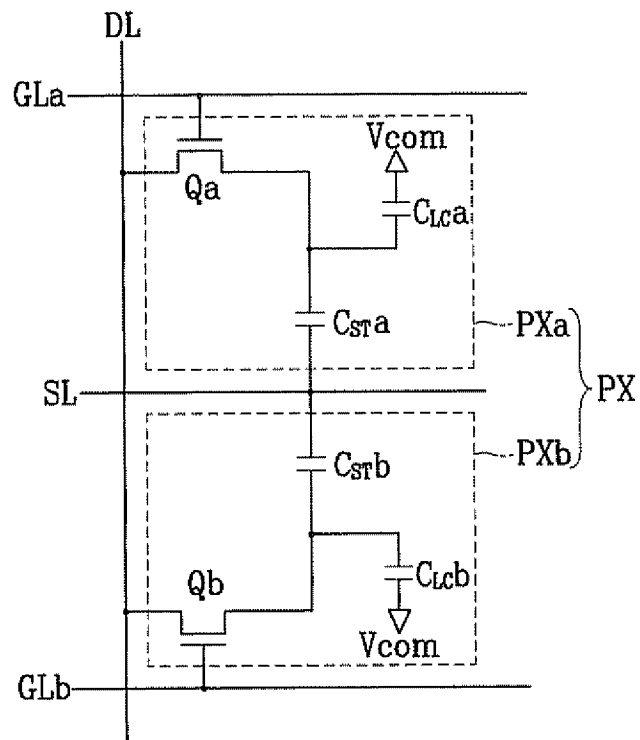 DL
GLa
Vcom
Qa
CLCa
CSTa
PXa
SL
PX
CSTb
PXb
Qb
CLCb
Vcom
GLb